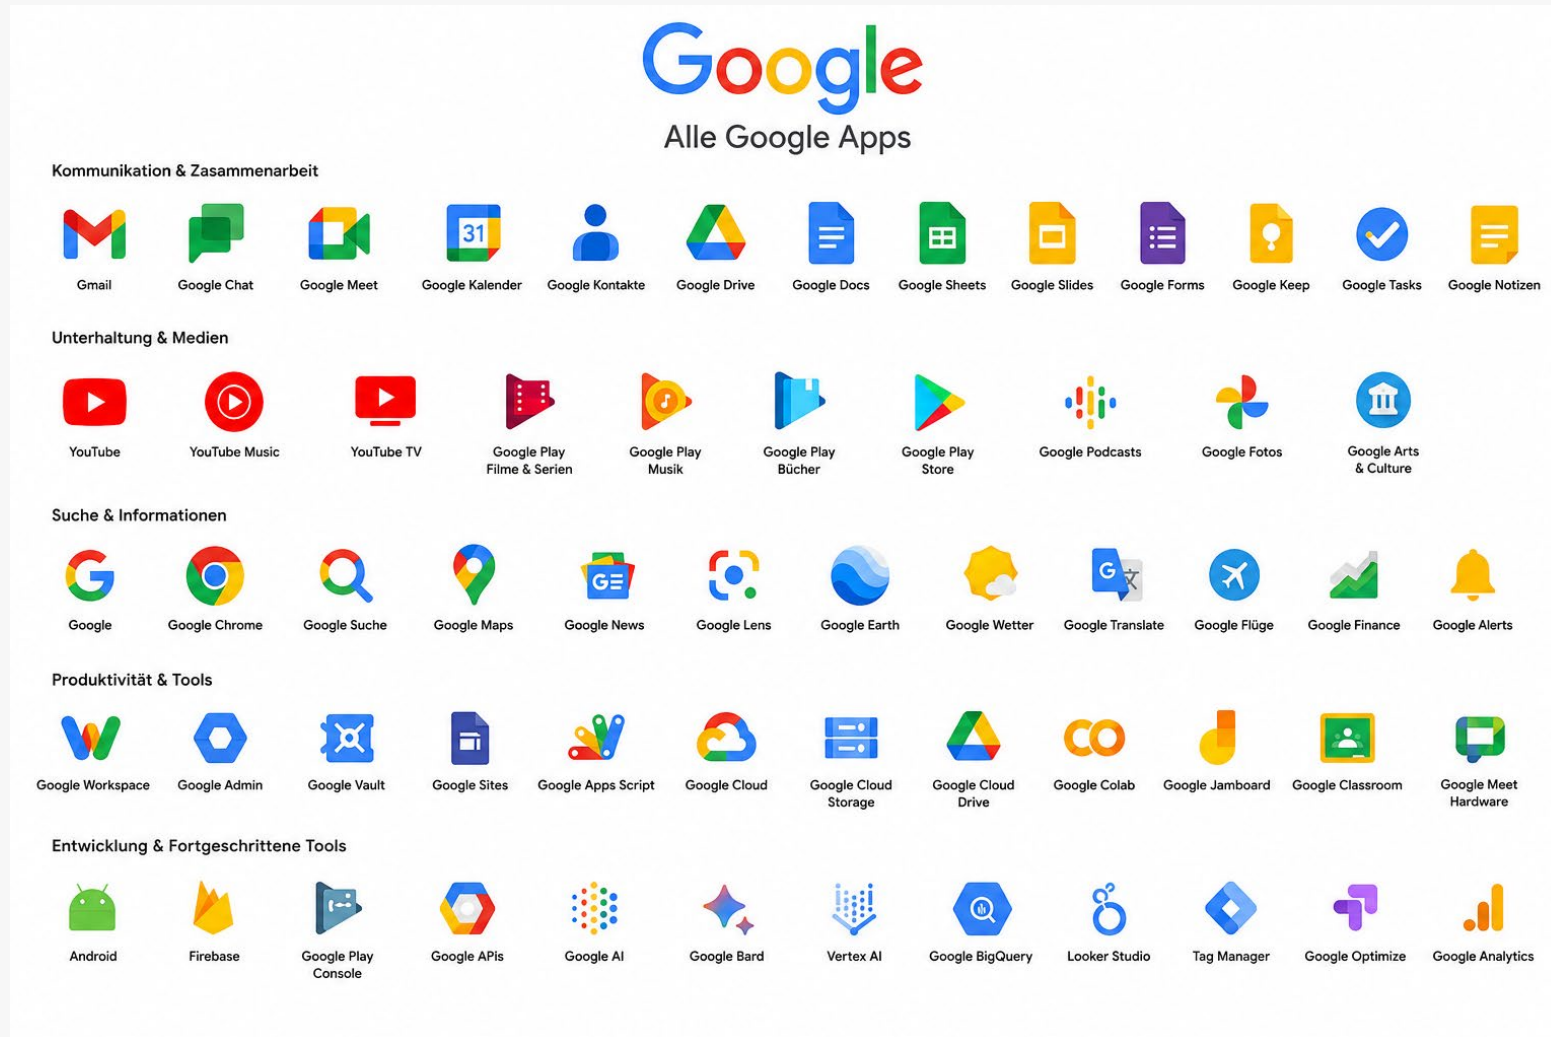 Google
Alle Google Apps
Kommunikation & Zasammenarbeit
31
Gmail
Google Chat
Google Meet
Google Kalender
Google Kontakte
Google Drive
Google Docs
Google Sheets
Google Slides
Google Forms
Google Keep
Google Tasks
Google Notizen
Unterhaltung & Medien
YouTube
YouTube Music
YouTube TV
Google Play
Filme & Serien
Google Play
Musik
Google Play
Bücher
Google Play
Store
Google Podcasts
Google Fotos
Google Arts
& Culture
Suche & Informationen
G
GE
G
文
Google
Google Chrome
Google Suche
Google Maps
Google News
Google Lens
Google Earth
Google Wetter
Google Translate
Google Flüge
Google Finance
Google Alerts
Produktivität & Tools
Google Workspace
Google Admin
Google Vault
Google Sites
Google Apps Script
Google Cloud
Google Cloud
Storage
Google Cloud
Drive
Google Colab
Google Jamboard
Google Classroom
Google Meet
Hardware
Entwicklung & Fortgeschrittene Tools
Android
Firebase
Google Play
Console
Google APIs
Google AI
Google Bard
Vertex AI
Google BigQuery
Looker Studio
Tag Manager
Google Optimize
Google Analytics